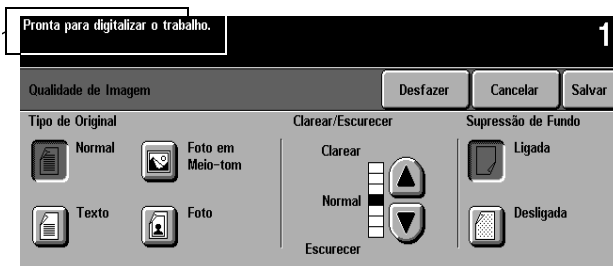 Pronta para digitalizar o trabalho.
1
Qualidade de Imagem
Desfazer
Cancelar
Salvar
Tipo de Original
Clarear/Escurecer
Supressão de Fundo
Normal
Foto em
Meio-tom
Texto
Foto
Clarear
Normal
Escurecer
Ligada
Desligada